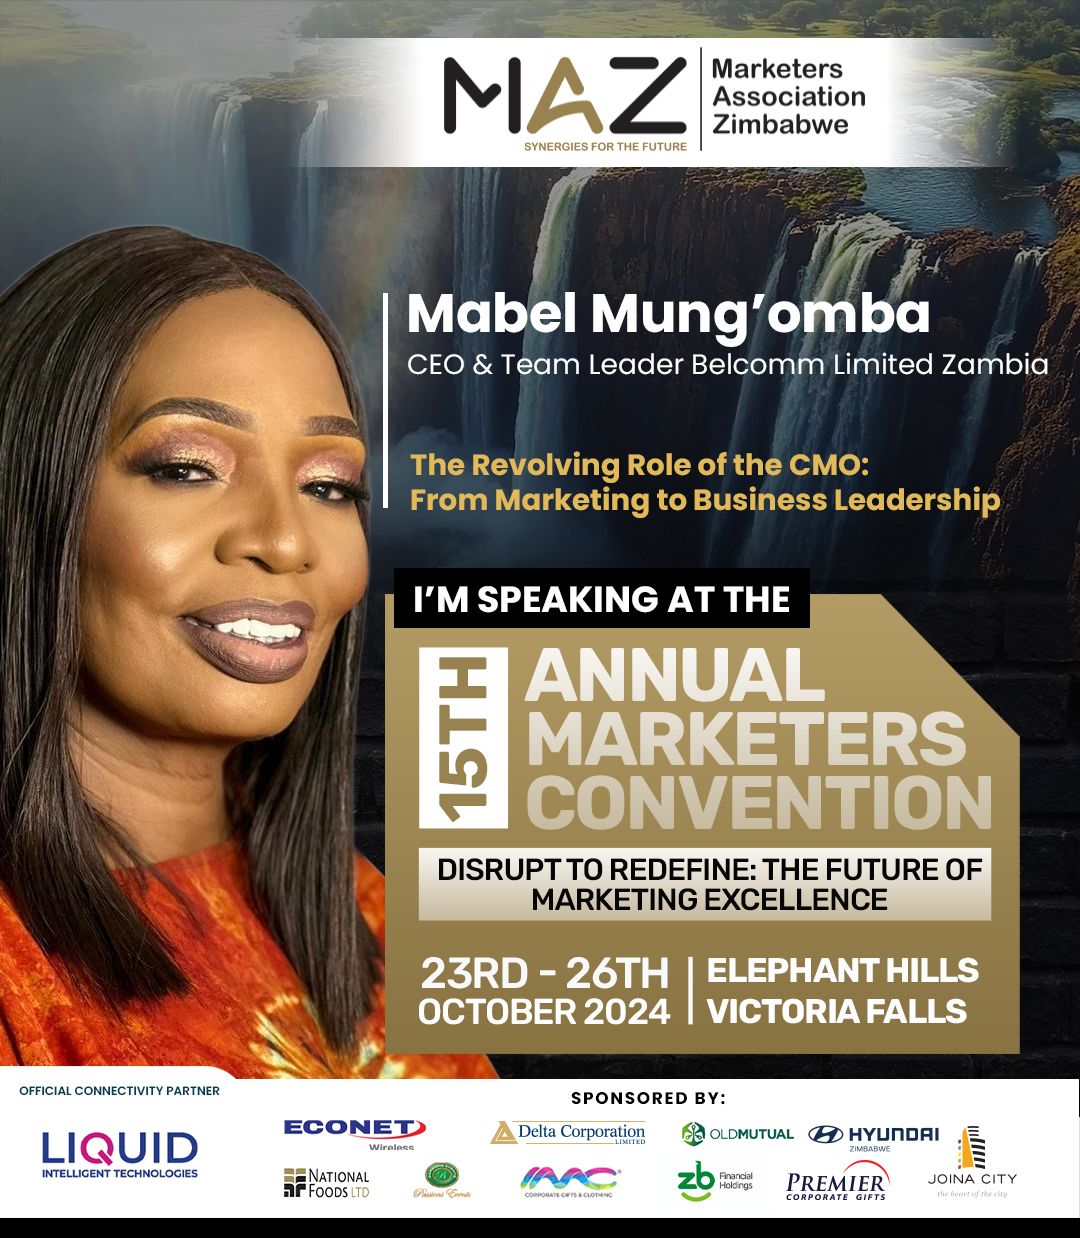 MAZ
SYNERGIES FOR THE FUTURE
Marketers
Association
Zimbabwe
Mabel Mung’omba
CEO & Team Leader Belcomm Limited Zambia
The Revolving Role of the CMO:
From Marketing to Business Leadership
I’M SPEAKING AT THE
15TH
ANNUAL
MARKETERS
CONVENTION
DISRUPT TO REDEFINE: THE FUTURE OF
MARKETING EXCELLENCE
23RD - 26TH
OCTOBER 2024
ELEPHANT HILLS
VICTORIA FALLS
OFFICIAL CONNECTIVITY PARTNER
LIQUID
INTELLIGENT TECHNOLOGIES
SPONSORED BY:
ECONET
Wireless
Delta Corporation
LIMITED
OLDMUTUAL
HYUNDAI
ZIMBABWE
NATIONAL
FOODS LTD
Passions Events
IMAC
CORPORATE GIFTS & CLOTHING
zb
Financial
Holdings
PREMIER
CORPORATE GIFTS
JOINA CITY
the heart of the city